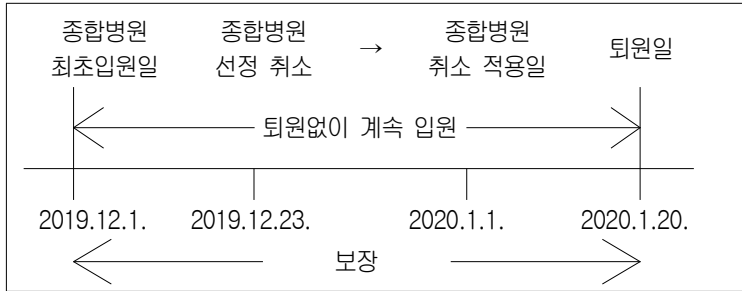 종합병원 종합병원 → 종합병원 퇴원일
최초입원일 선정 취소 취소 적용일
퇴원없이 계속 입원
2019.12.1. 2019.12.23. 2020.1.1. 2020.1.20.
보장